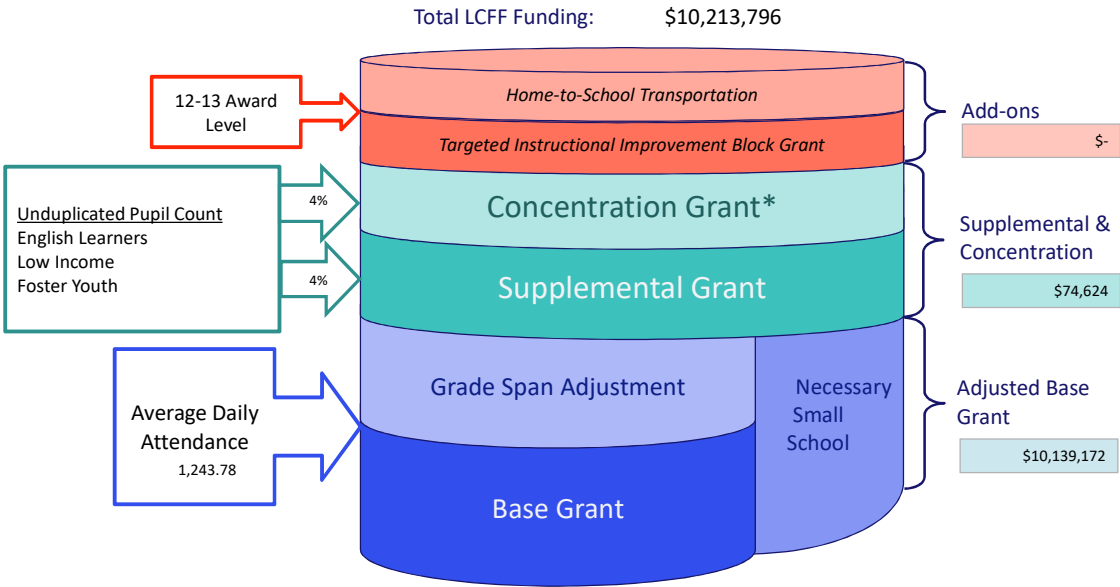 Total LCFF Funding: $10,213,796
12-13 Award
Level
Home-to-School Transportation
Targeted Instructional Improvement Block Grant
Add-ons
$-
Unduplicated Pupil Count
English Learners
Low Income
Foster Youth
4%
4%
Concentration Grant*
Supplemental Grant
Supplemental &
Concentration
$74,624
Average Daily
Attendance
1,243.78
Grade Span Adjustment
Base Grant
Necessary
Small
School
Adjusted Base
Grant
$10,139,172